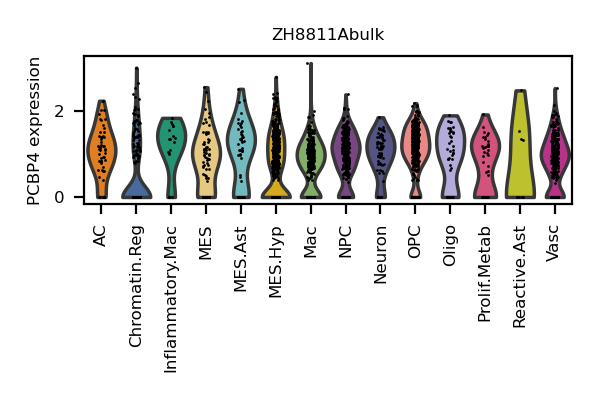 ZH8811Abulk
PCBP4 expression
2
0
AC
Chromatin.Reg
Inflammatory.Mac
MES
MES.Ast
MES.Hyp
Mac
NPC
Neuron
OPC
Oligo
Prolif.Metab
Reactive.Ast
Vasc